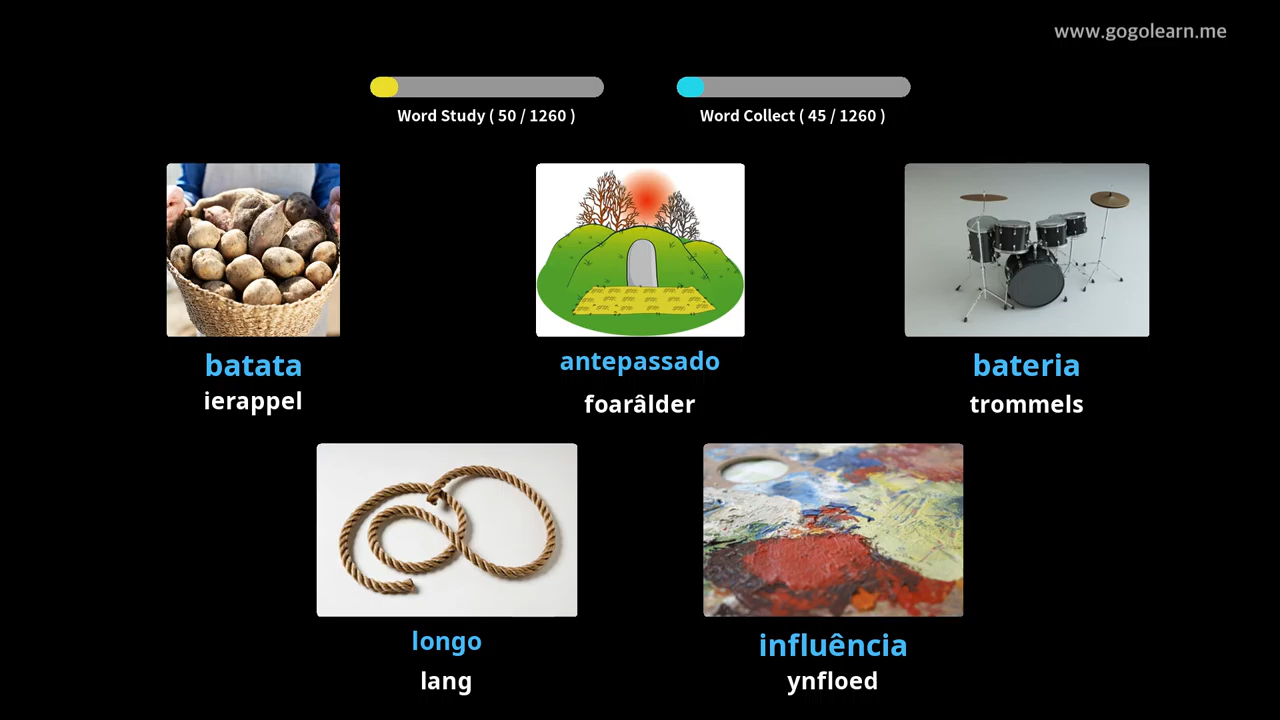 www.gogolearn.me
Word Study ( 50 / 1260 )
Word Collect ( 45 / 1260 )
batata
ierappel
antepassado
foarâlder
bateria
trommels
longo
lang
influência
ynfloed